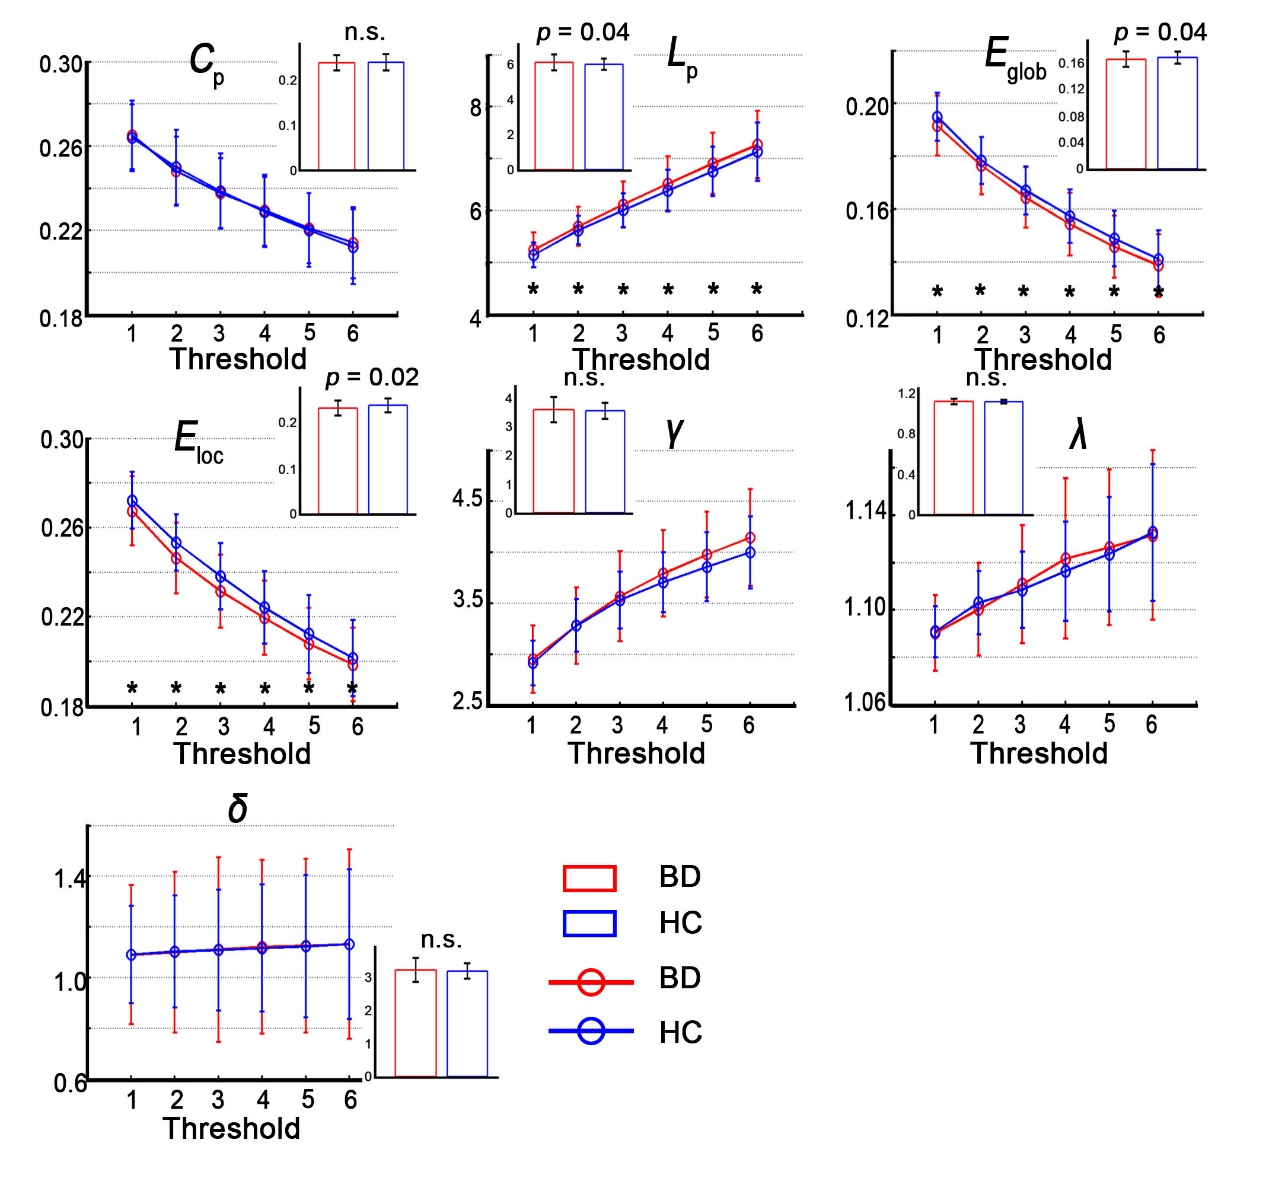 Cp
n.s.
0.30
0.26
0.22
0.18
0.2
0.1
0
1 2 3 4 5 6
Threshold
Lp
p = 0.04
8
6
4
6
4
2
0
* * * * * *
1 2 3 4 5 6
Threshold
Eglob
p = 0.04
0.20
0.16
0.12
0.16
0.12
0.08
0.04
0
* * * * * *
1 2 3 4 5 6
Threshold
Eloc
p = 0.02
0.30
0.26
0.22
0.18
0.2
0.1
0
* * * * * *
1 2 3 4 5 6
Threshold
γ
n.s.
4.5
3.5
2.5
4
3
2
1
0
1 2 3 4 5 6
Threshold
λ
n.s.
1.14
1.10
1.06
1.2
0.8
0.4
0
1 2 3 4 5 6
Threshold
δ
n.s.
1.4
1.0
0.6
3
2
1
0
1 2 3 4 5 6
Threshold
BD
HC
BD
HC